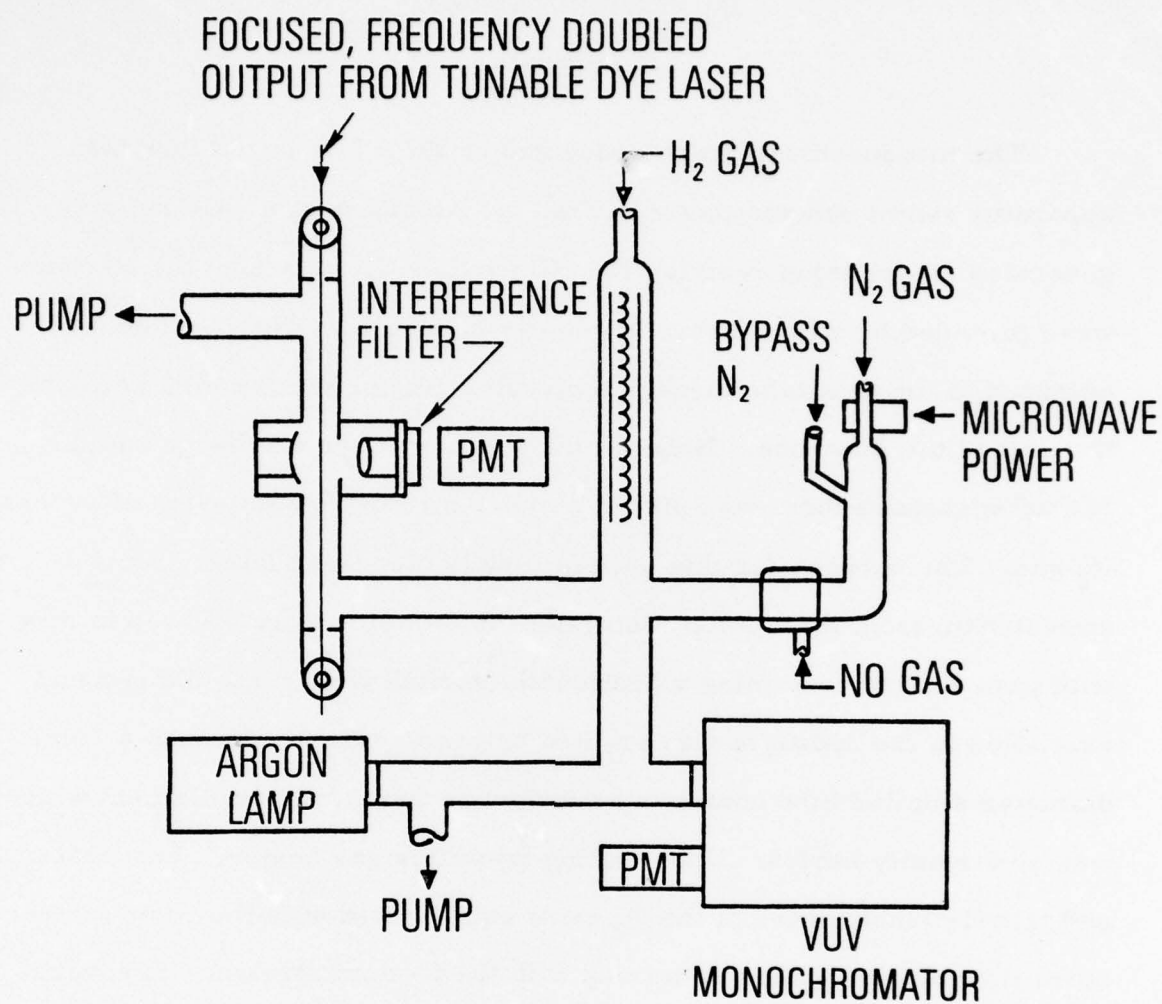 FOCUSED, FREQUENCY DOUBLED
OUTPUT FROM TUNABLE DYE LASER
H₂ GAS
N₂ GAS
PUMP
INTERFERENCE
FILTER
BYPASS
N₂
MICROWAVE
POWER
PMT
NO GAS
ARGON
LAMP
PMT
PUMP
VUV
MONOCHROMATOR